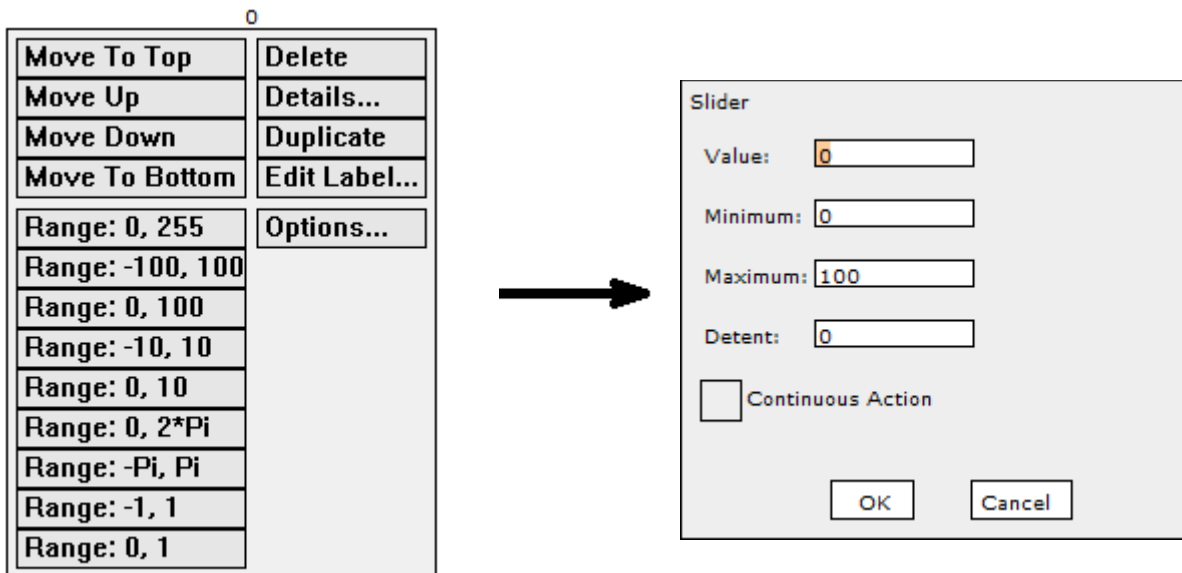 0
Move To Top
Move Up
Move Down
Move To Bottom
Delete
Details...
Duplicate
Edit Label...
Range: 0, 255
Range: -100, 100
Range: 0, 100
Range: -10, 10
Range: 0, 10
Range: 0, 2*Pi
Range: -Pi, Pi
Range: -1, 1
Range: 0, 1
Options...
Slider
Value: 0
Minimum: 0
Maximum: 100
Detent: 0
Continuous Action
OK Cancel